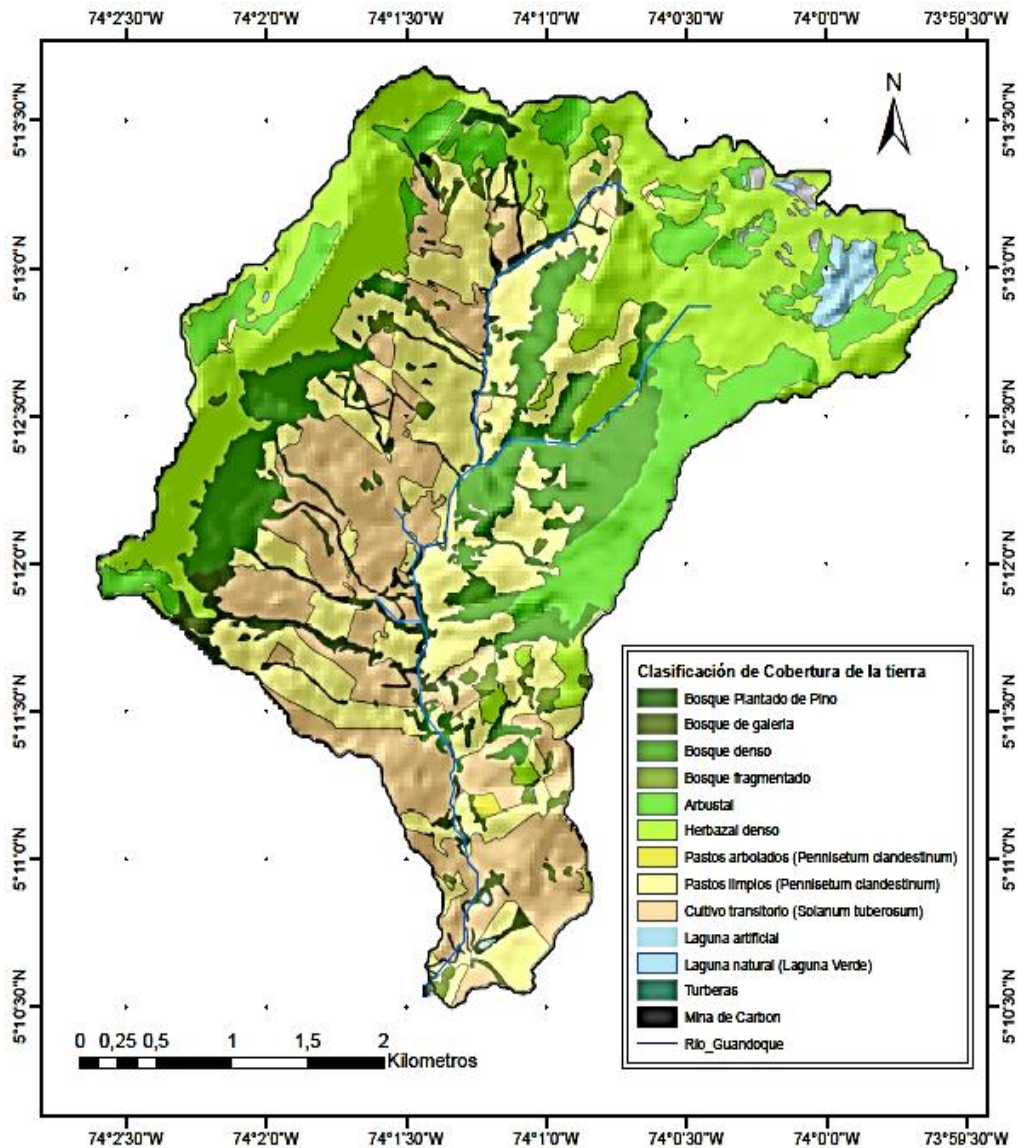 74°2'30"W 74°2'0"W 74°1'30"W 74°1'0"W 74°0'30"W 74°0'0"W 73°59'30"W
N
5°13'30"N 5°13'30"N
5°13'0"N 5°13'0"N
5°12'30"N 5°12'30"N
5°12'0"N 5°12'0"N
5°11'30"N 5°11'30"N
5°11'0"N 5°11'0"N
5°10'30"N 5°10'30"N
Clasificación de Cobertura de la tierra
Bosque Plantado de Pino
Bosque de galeria
Bosque denso
Bosque fragmentado
Arbustal
Herbazal denso
Pastos arbolados (Pennisetum clandestinum)
Pastos limpios (Pennisetum clandestinum)
Cultivo transitorio (Solanum tuberosum)
Laguna artificial
Laguna natural (Laguna Verde)
Turberas
Mina de Carbon
Rio_Guandoque
0 0,25 0,5 1 1,5 2
Kilometros
74°2'30"W 74°2'0"W 74°1'30"W 74°1'0"W 74°0'30"W 74°0'0"W 73°59'30"W